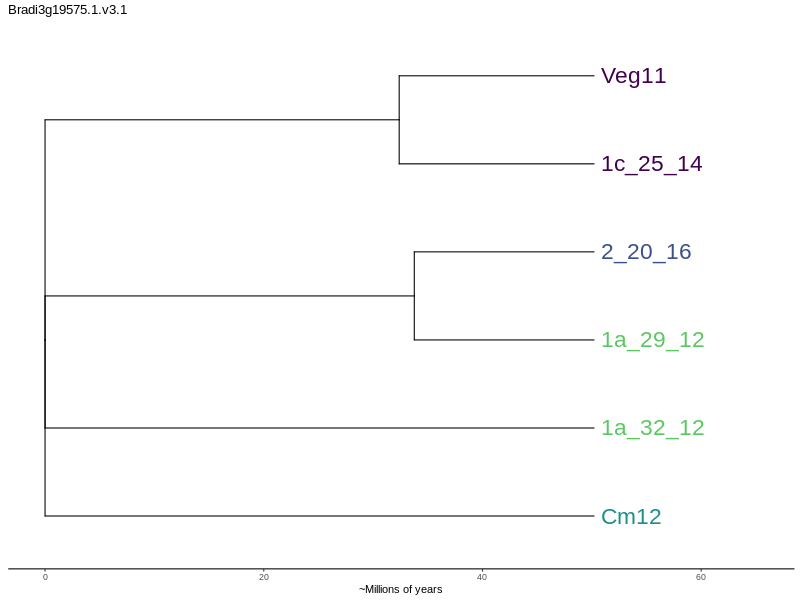 Bradi3g19575.1.v3.1
Veg11
1c_25_14
2_20_16
1a_29_12
1a_32_12
Cm12
0 20 40 60
~Millions of years